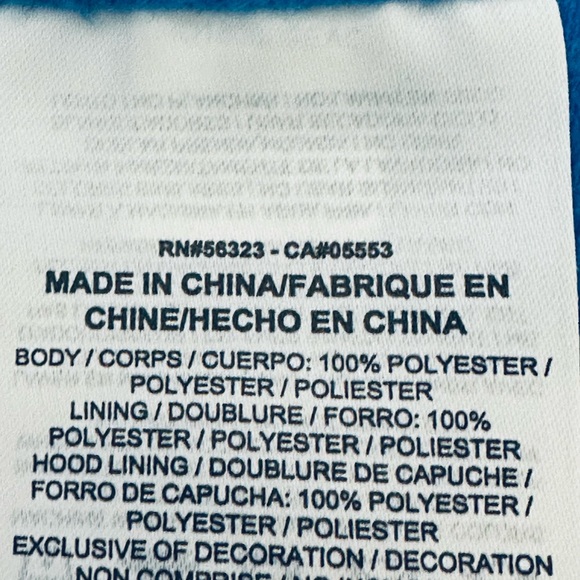 RN#56323 - CA#05553
MADE IN CHINA/FABRIQUE EN
CHINE/HECHO EN CHINA
BODY / CORPS / CUERPO: 100% POLYESTER /
POLYESTER / POLIESTER
LINING / DOUBLURE / FORRO: 100%
POLYESTER / POLYESTER / POLIESTER
HOOD LINING / DOUBLURE DE CAPUCHE /
FORRO DE CAPUCHA: 100% POLYESTER /
POLYESTER / POLIESTER
EXCLUSIVE OF DECORATION / DECORATION
NON COMPRISE /